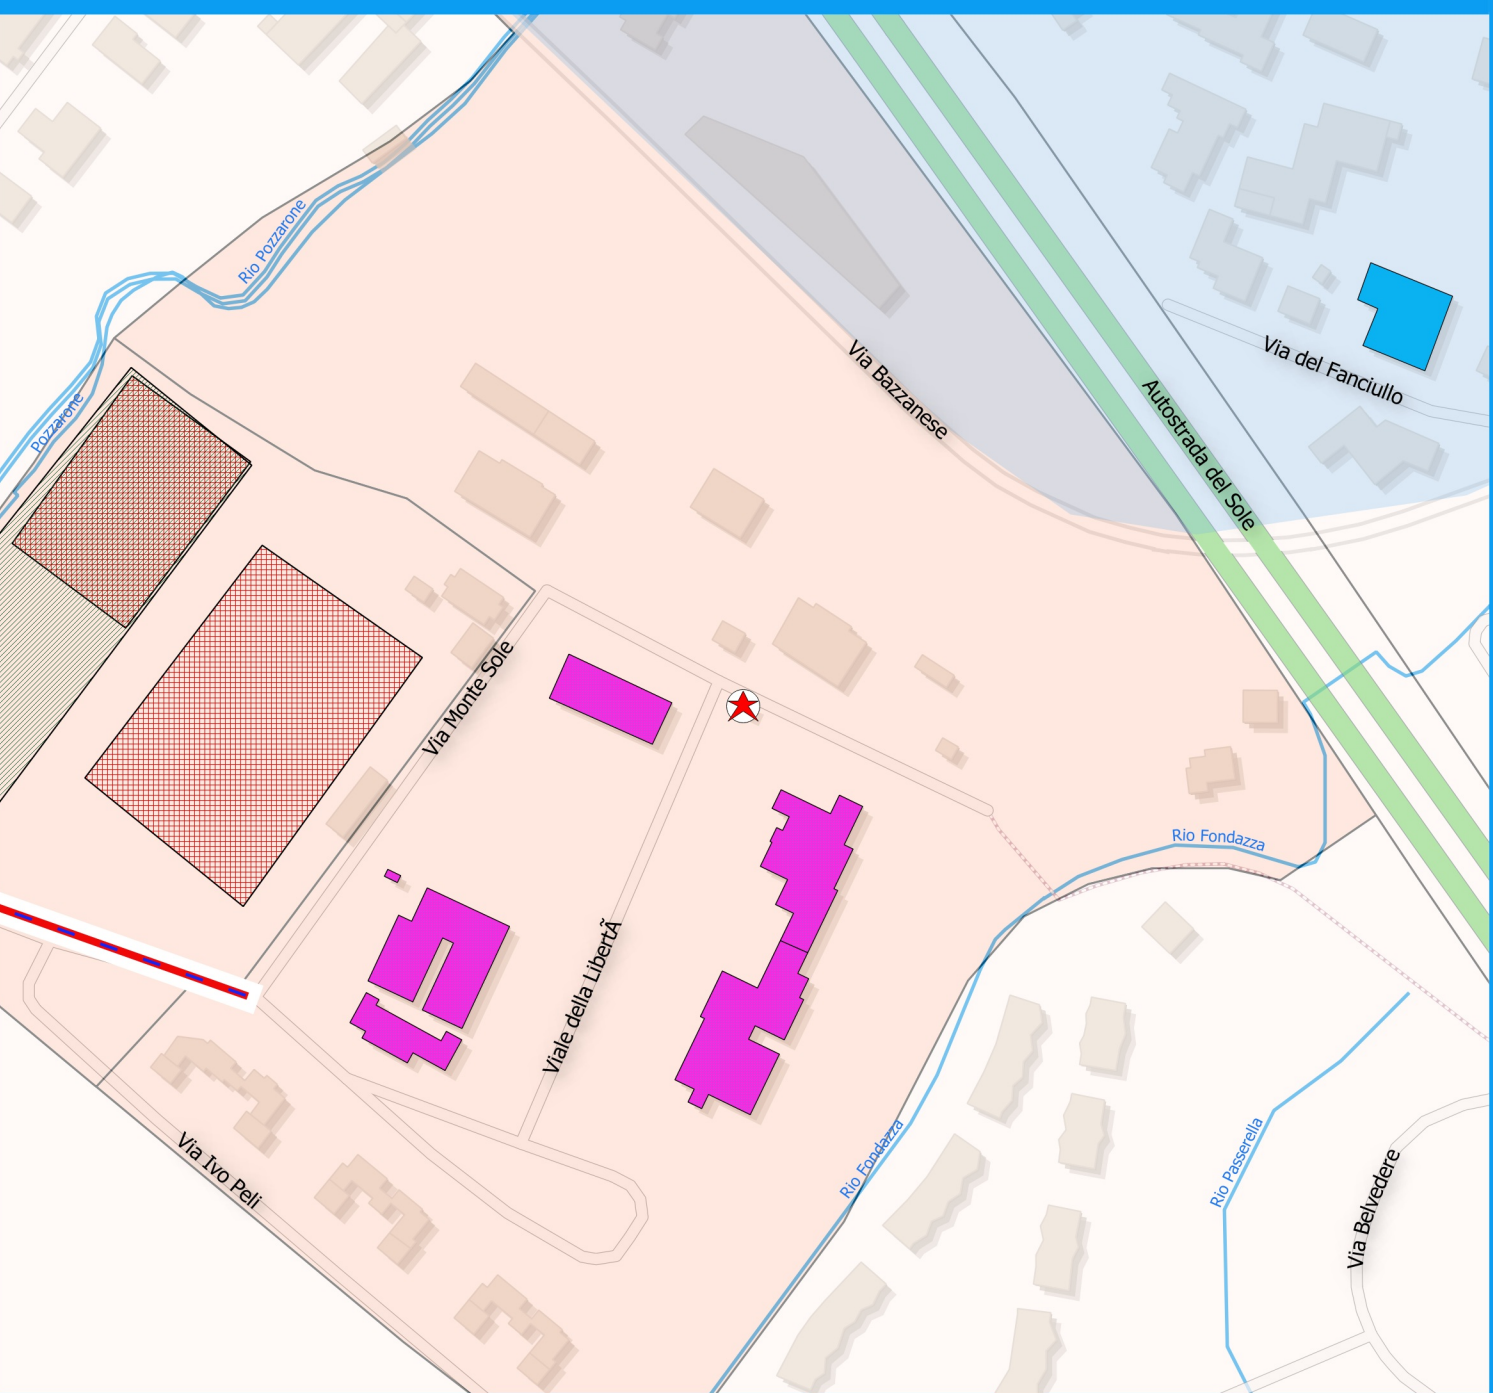 Rio Pozzarone
Via Bazzanese
Via del Fanciullo
Pozzarone
Autostrada del Sole
Via Monte Sole
Rio Fondazza
Viale della LibertÃ
Rio Fondazza
Via Ivo Peli
Rio Passerella
Via Belvedere